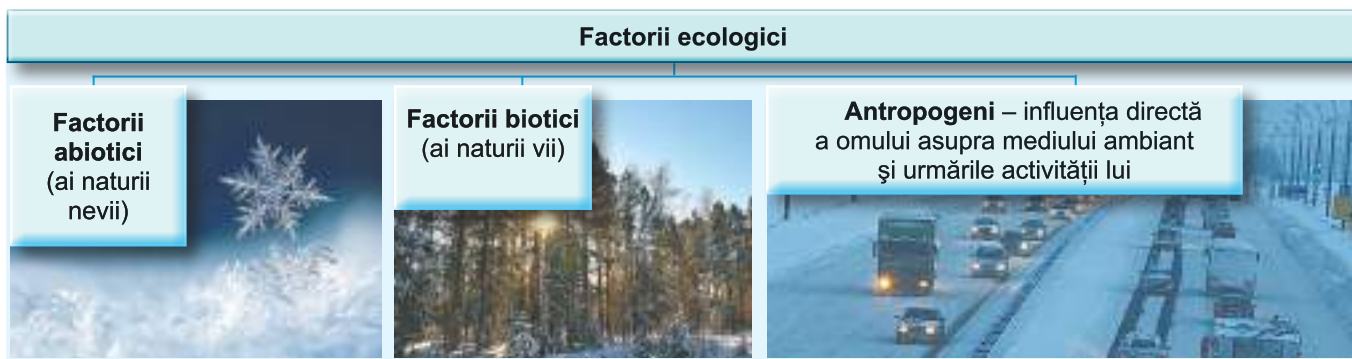 Factorii ecologici
Factorii
abiotici
(ai naturii
nevii)
Factorii biotici
(ai naturii vii)
Antropogeni – influența directă
a omului asupra mediului ambiant
şi urmările activității lui